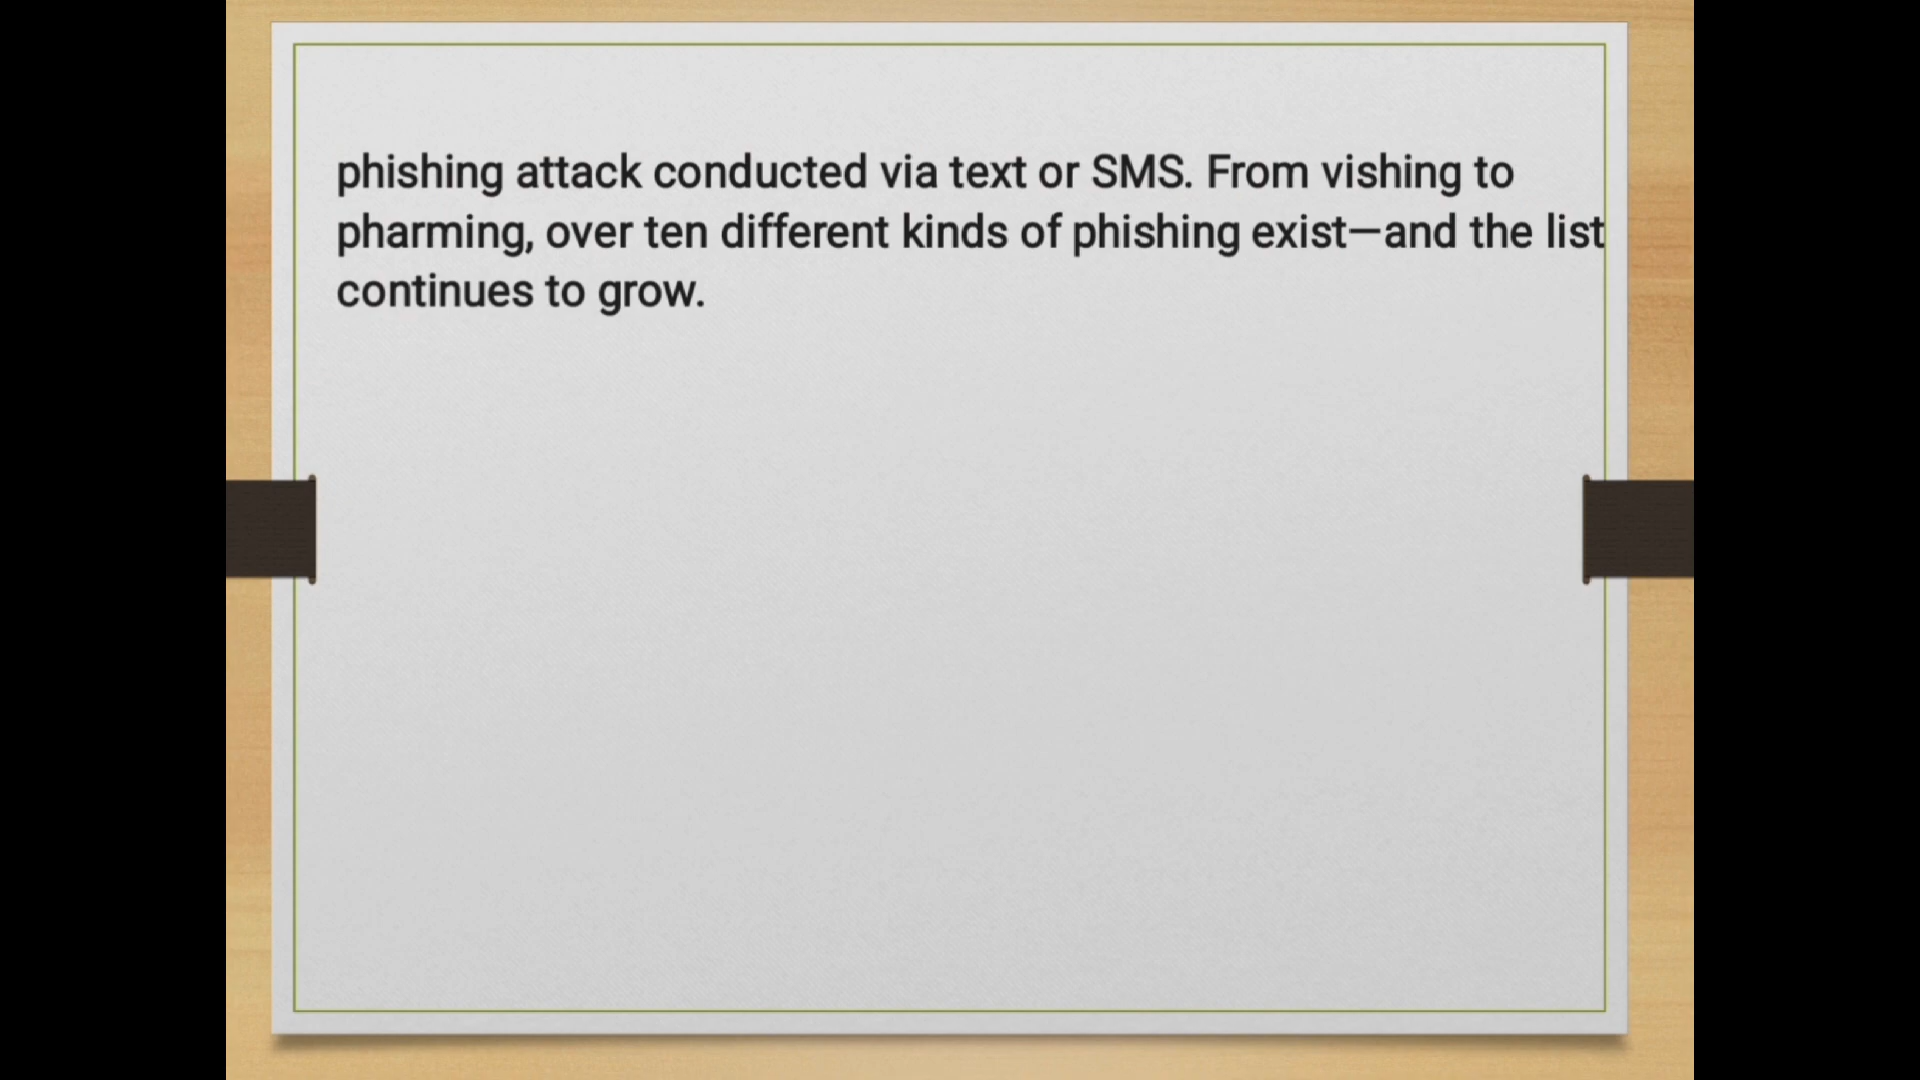 phishing attack conducted via text or SMS. From vishing to
pharming, over ten different kinds of phishing exist—and the list
continues to grow.